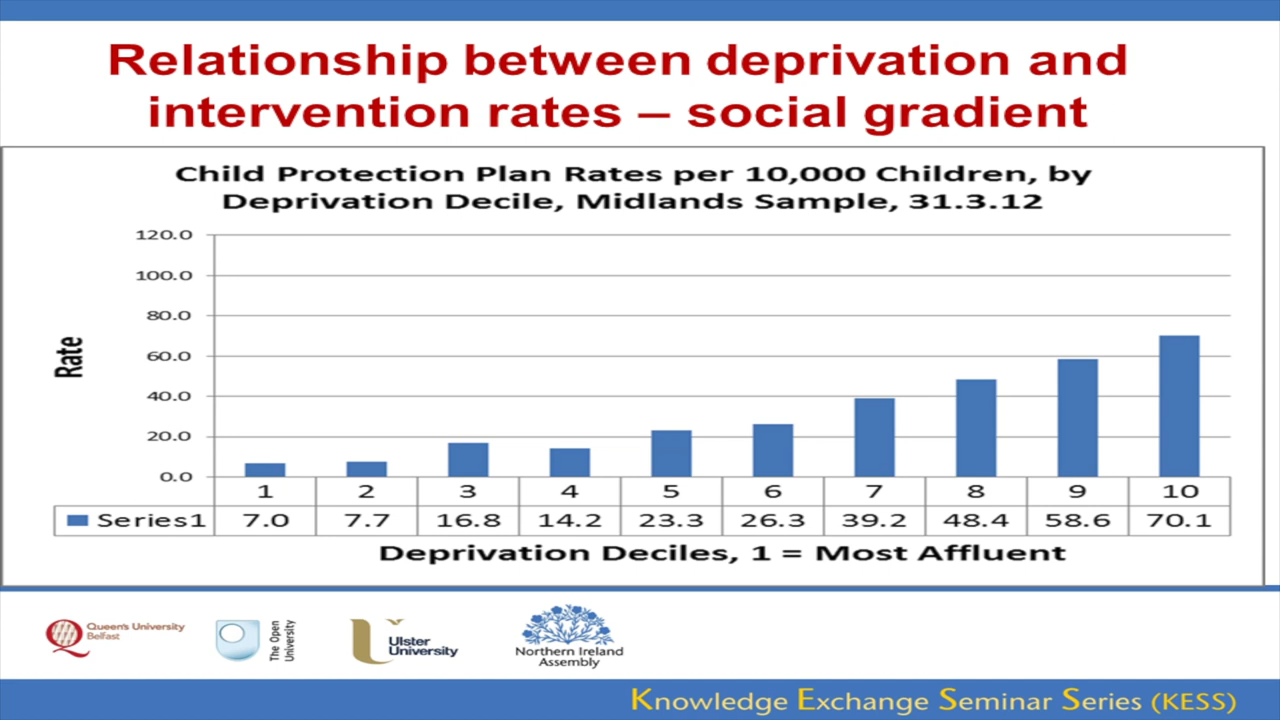 Relationship between deprivation and
intervention rates – social gradient
Child Protection Plan Rates per 10,000 Children, by
Deprivation Decile, Midlands Sample, 31.3.12
120.0
100.0
80.0
60.0
40.0
20.0
0.0
Rate
1 2 3 4 5 6 7 8 9 10
Series1 7.0 7.7 16.8 14.2 23.3 26.3 39.2 48.4 58.6 70.1
Deprivation Deciles, 1 = Most Affluent
Queen's University
Belfast
The Open
University
Ulster
University
Northern Ireland
Assembly
Knowledge Exchange Seminar Series (KESS)